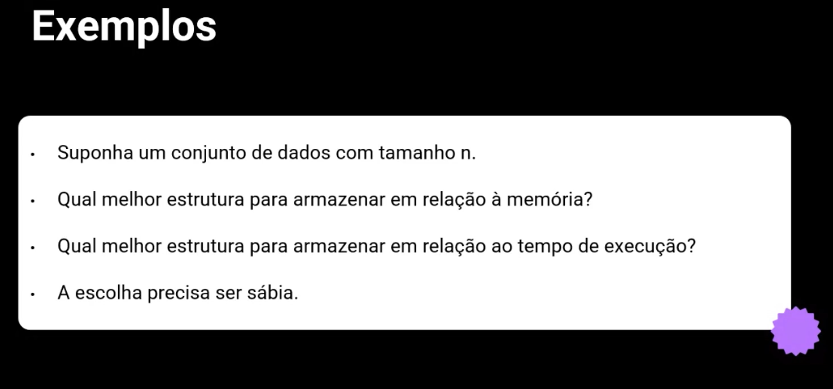 Exemplos
• Suponha um conjunto de dados com tamanho n.
• Qual melhor estrutura para armazenar em relação à memória?
• Qual melhor estrutura para armazenar em relação ao tempo de execução?
• A escolha precisa ser sábia.